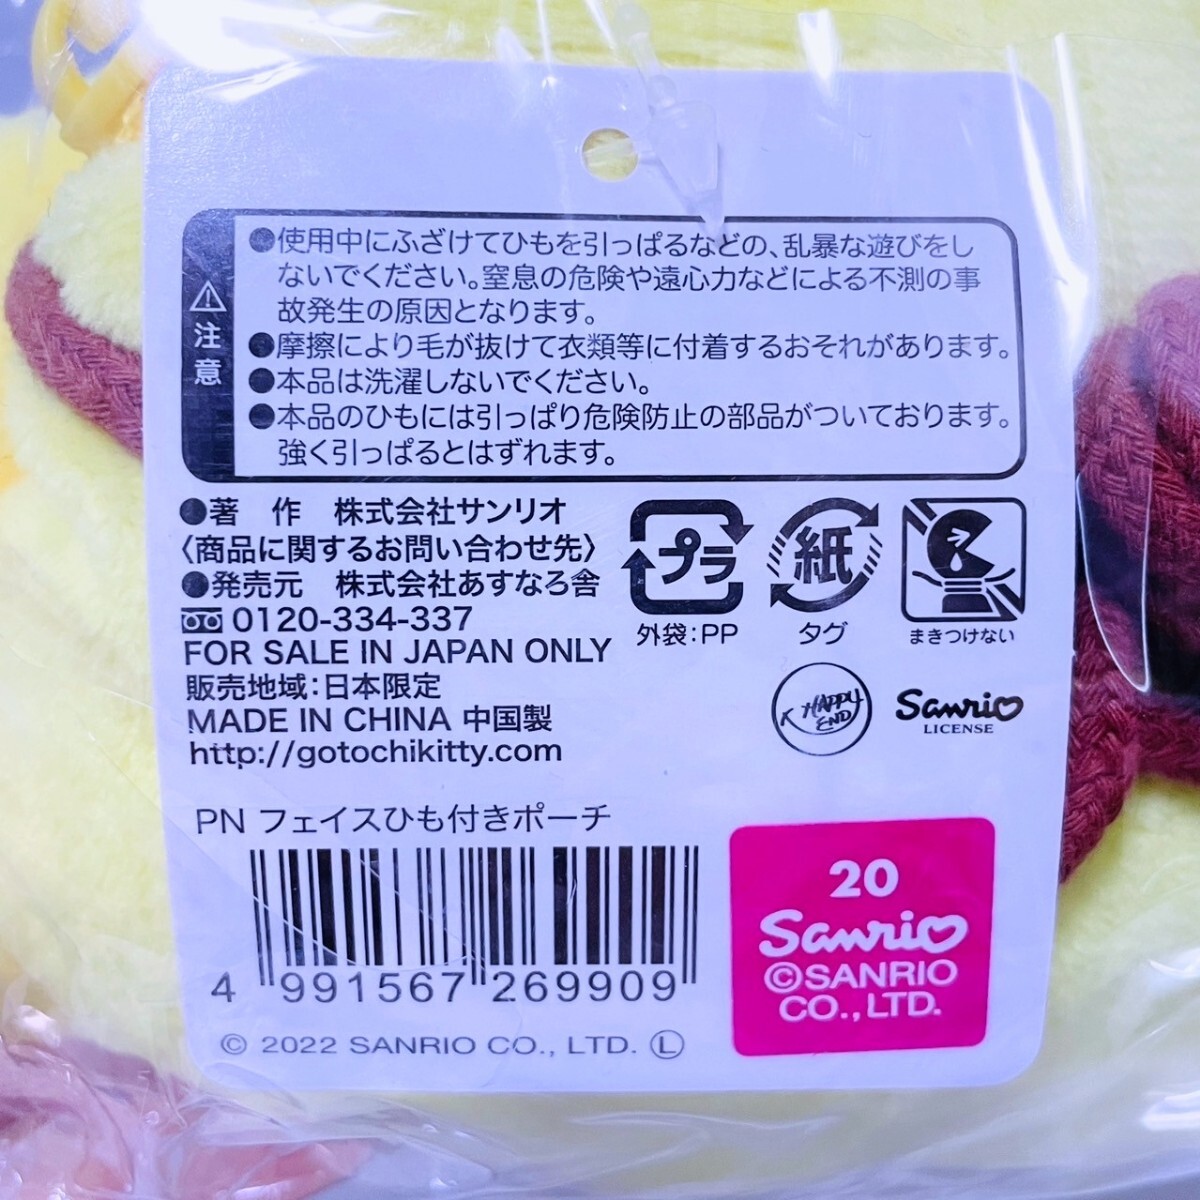 ●使用中にふざけてひもを引っぱるなどの、乱暴な遊びをし
ないでください。窒息の危険や遠心力などによる不測の事
故発生の原因となります。
●摩擦により毛が抜けて衣類等に付着するおそれがあります。
●本品は洗濯しないでください。
●本品のひもには引っぱり危険防止の部品がついております。
強く引っぱるとはずれます。
注意
●著 作 株式会社サンリオ
〈商品に関するお問い合わせ先〉
●発売元 株式会社あすなろ舎
0120-334-337
FOR SALE IN JAPAN ONLY
販売地域:日本限定
MADE IN CHINA 中国製
http://gotochikitty.com
プラ
外袋:PP
紙
タグ
まきつけない
K HAPPY
END
Sanrio
LICENSE
PN フェイスひも付きポーチ
4 991567 269909
© 2022 SANRIO CO., LTD. Ⓛ
20
Sanrio
©SANRIO
CO.,LTD.